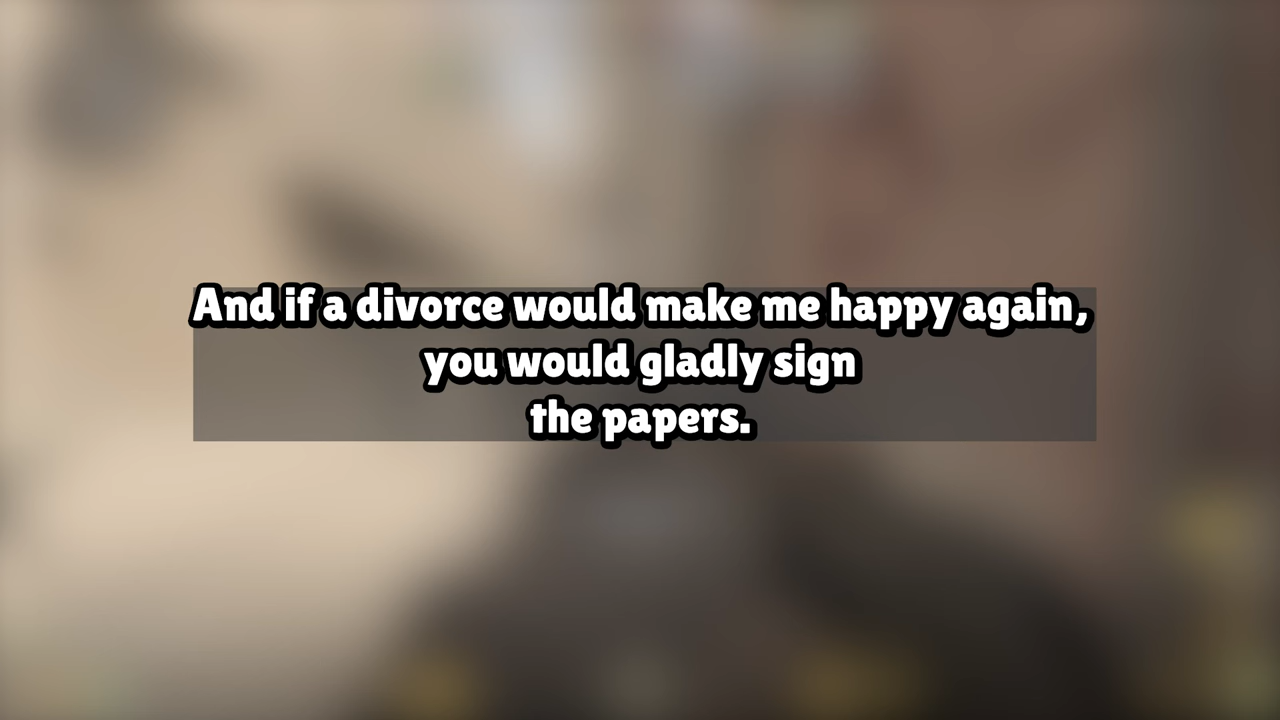 And if a divorce would make me happy again,
you would gladly sign
the papers.